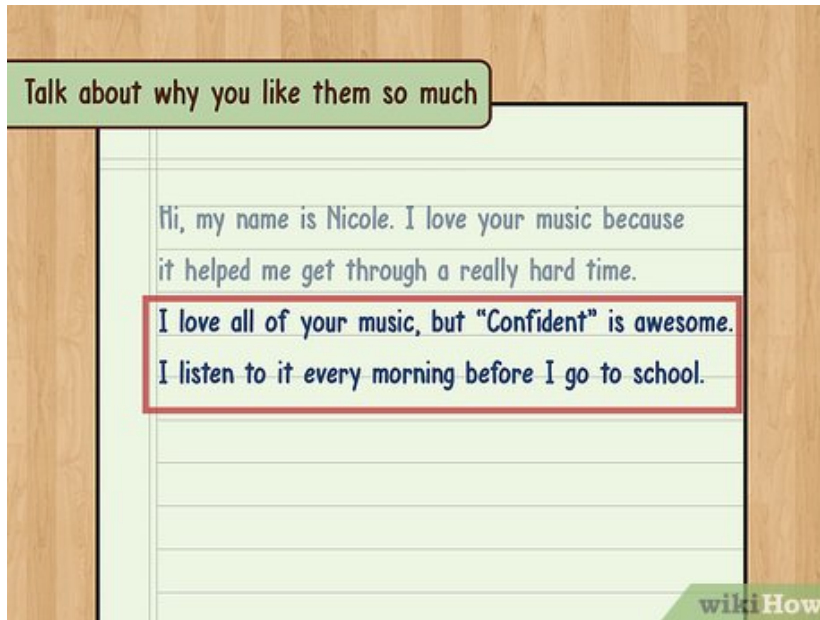 Talk about why you like them so much
Hi, my name is Nicole. I love your music because
it helped me get through a really hard time.
I love all of your music, but “Confident” is awesome.
I listen to it every morning before I go to school.
wikiHow